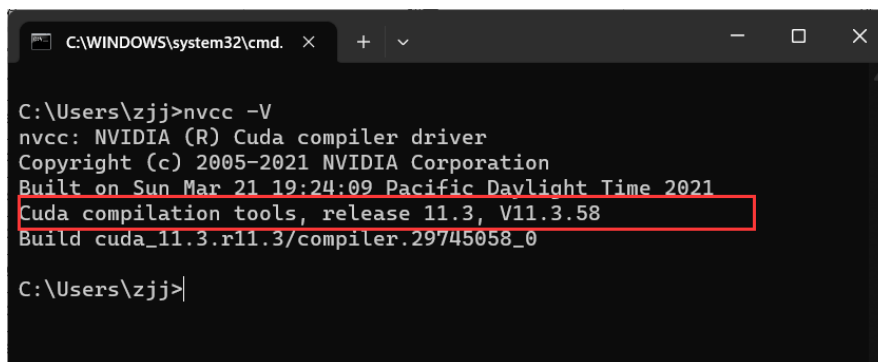 C:\WINDOWS\system32\cmd.
C:\Users\zjj>nvcc -V
nvcc: NVIDIA (R) Cuda compiler driver
Copyright (c) 2005-2021 NVIDIA Corporation
Built on Sun Mar 21 19:24:09 Pacific Daylight Time 2021
Cuda compilation tools, release 11.3, V11.3.58
Build cuda_11.3.r11.3/compiler.29745058_0
C:\Users\zjj>